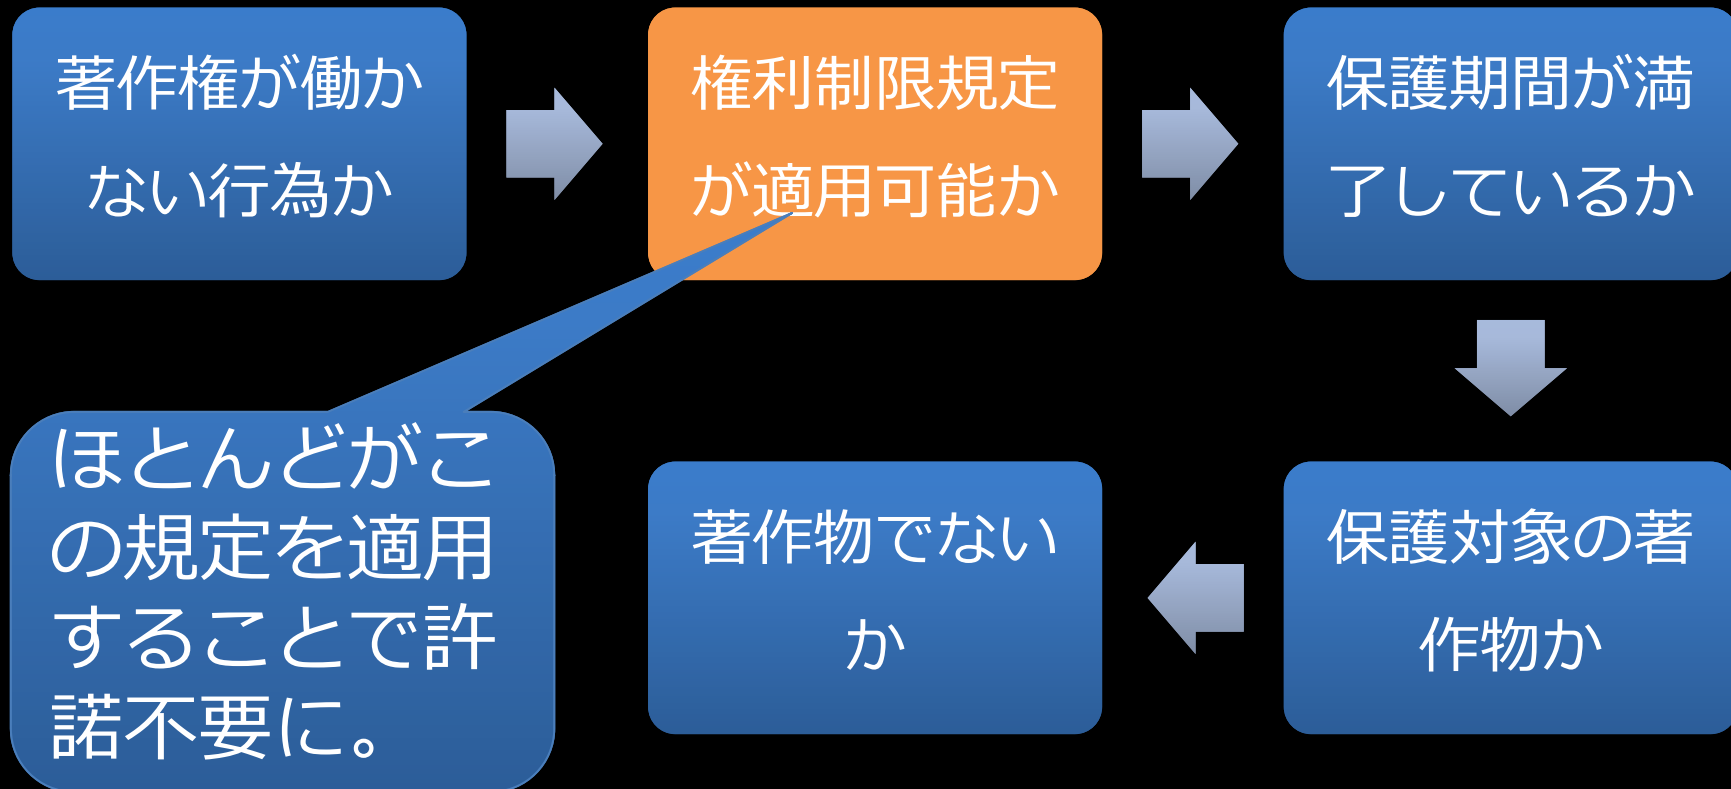 著作権が働か
ない行為か
権利制限規定
が適用可能か
保護期間が満
了しているか
保護対象の著
作物か
著作物でない
か
ほとんどがこ
の規定を適用
することで許
諾不要に。